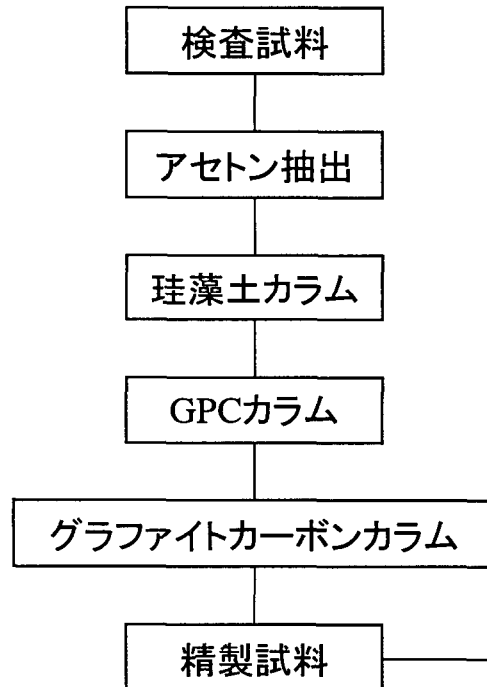 検査試料
アセトン抽出
珪藻土カラム
GPCカラム
グラファイトカーボンカラム
精製試料